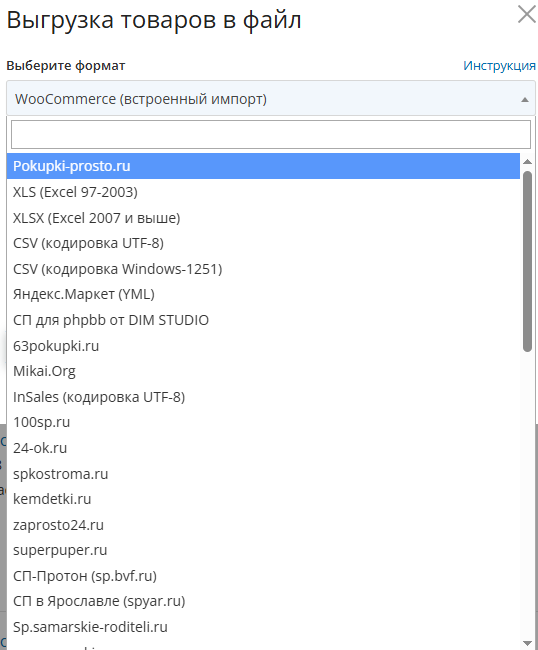 Выгрузка товаров в файл
Выберите формат
Инструкция
WooCommerce (встроенный импорт)
Pokupki-prosto.ru
XLS (Excel 97-2003)
XLSX (Excel 2007 и выше)
CSV (кодировка UTF-8)
CSV (кодировка Windows-1251)
Яндекс.Маркет (YML)
СП для phpbb от DIM STUDIO
63pokupki.ru
Mikai.Org
InSales (кодировка UTF-8)
100sp.ru
24-ok.ru
spkostroma.ru
kemdetki.ru
zaprosto24.ru
superpuper.ru
СП-Протон (sp.bvf.ru)
СП в Ярославле (spyar.ru)
Sp.samarskie-roditeli.ru